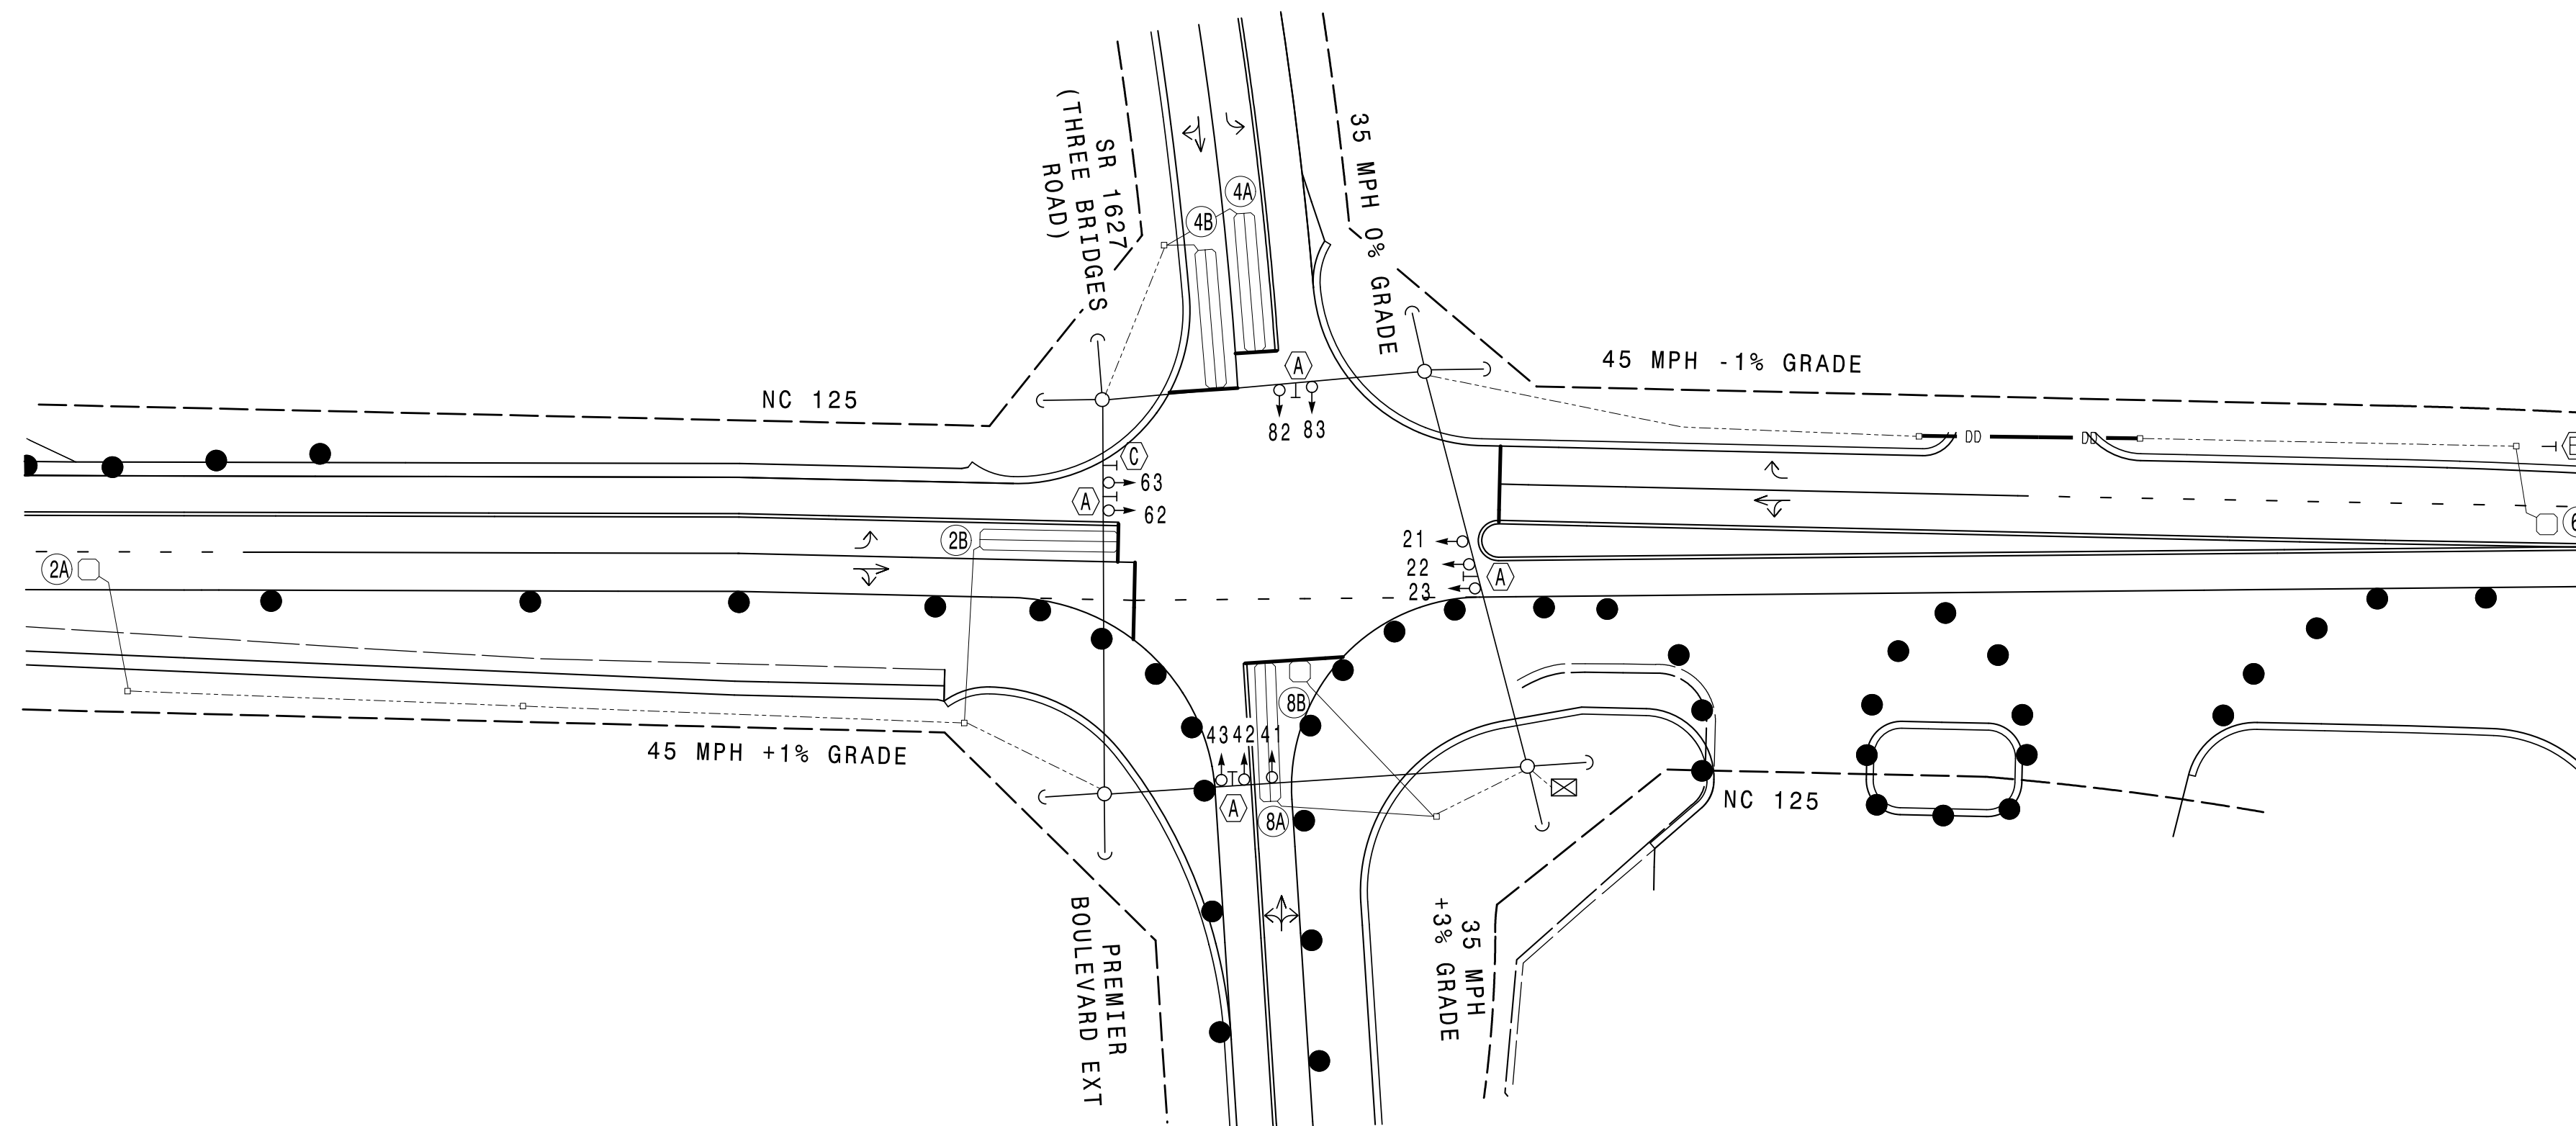 SR 1627
(THREE BRIDGES
ROAD)
35 MPH 0% GRADE
4A
4B
A
82 83
45 MPH -1% GRADE
NC 125
C
63
A
62
DD
DD
2B
2A
21
22
A
23
8B
43 42 41
A
8A
45 MPH +1% GRADE
NC 125
PREMIER
BOULEVARD EXT
35 MPH
+3% GRADE